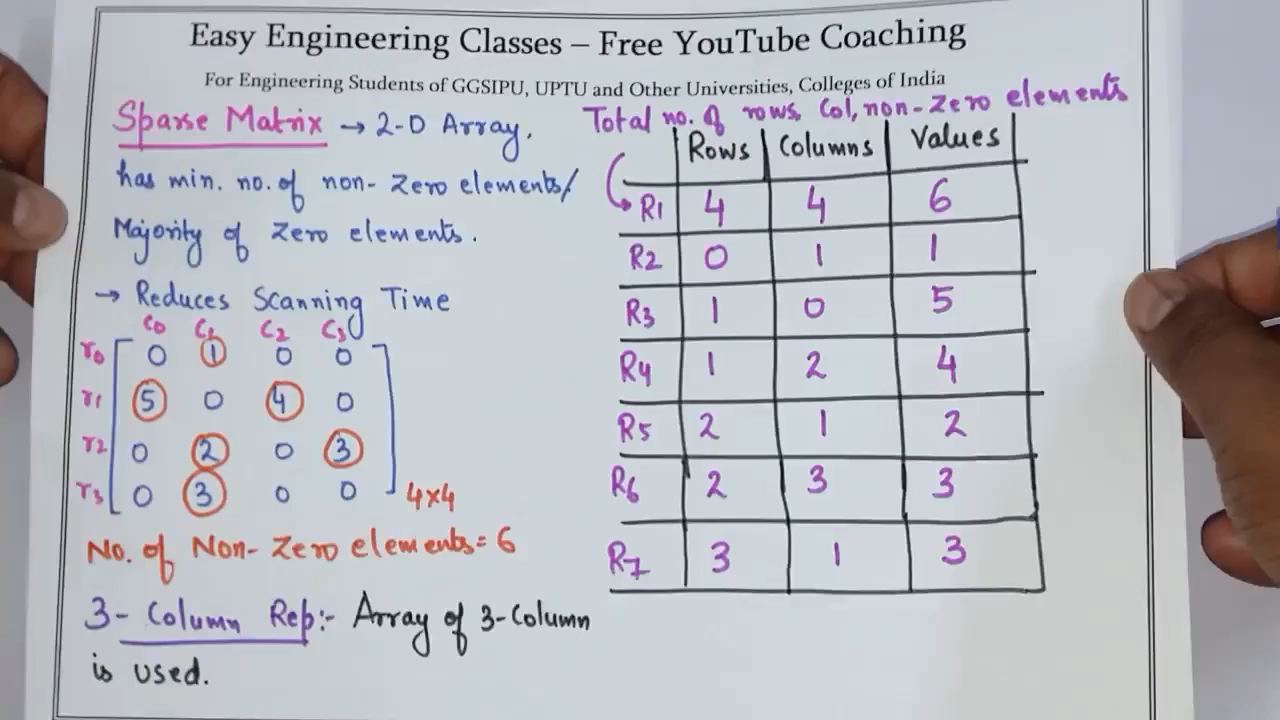 Easy Engineering Classes – Free YouTube Coaching
For Engineering Students of GGSIPU, UPTU and Other Universities, Colleges of India
Sparse Matrix → 2-D Array,
has min. no. of non-Zero elements/
Majority of Zero elements.
→ Reduces Scanning Time
C0 C1 C2 C3
r0 0 1 0 0
r1 5 0 4 0
r2 0 2 0 3
r3 0 3 0 0
4×4
No. of Non-Zero elements = 6
3-Column Rep:- Array of 3-Column
is used.
Total no. of rows, Col, non-Zero elements
Rows Columns Values
R1 4 4 6
R2 0 1 1
R3 1 0 5
R4 1 2 4
R5 2 1 2
R6 2 3 3
R7 3 1 3